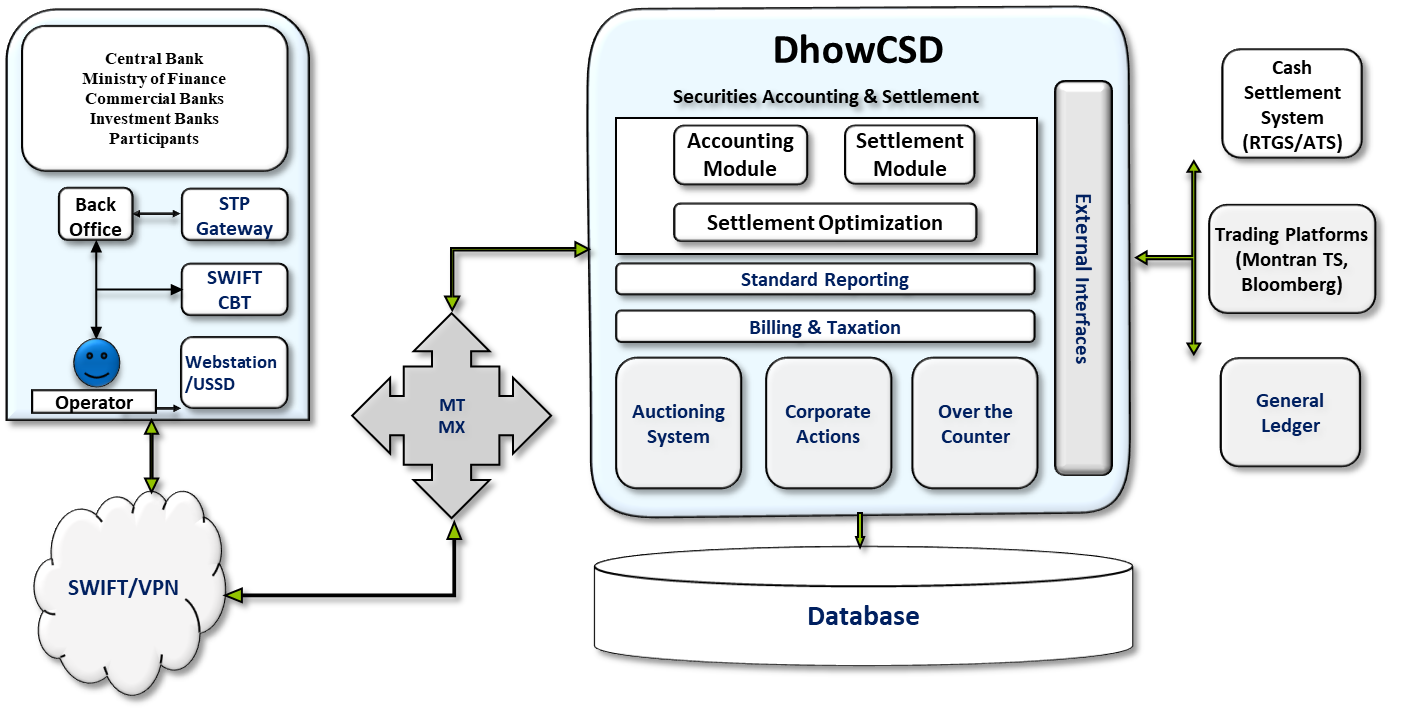 Central Bank
Ministry of Finance
Commercial Banks
Investment Banks
Participants
Back
Office
STP
Gateway
SWIFT
CBT
Webstation
/USSD
Operator
SWIFT/VPN
MT
MX
DhowCSD
Securities Accounting & Settlement
Accounting
Module
Settlement
Module
Settlement Optimization
Standard Reporting
Billing & Taxation
Auctioning
System
Corporate
Actions
Over the
Counter
External Interfaces
Database
Cash
Settlement
System
(RTGS/ATS)
Trading Platforms
(Montran TS,
Bloomberg)
General
Ledger